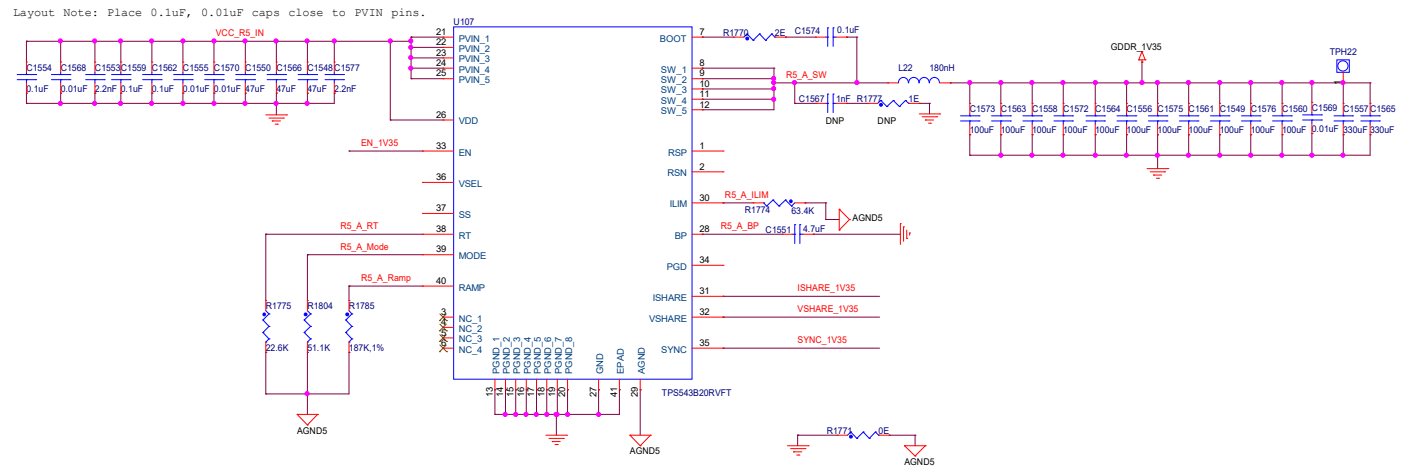 Layout Note: Place 0.1uF, 0.01uF caps close to PVIN pins.
U107
VCC_R5_IN
C1554
0.1uF
C1568
0.01uF
C1553
2.2nF
C1559
0.1uF
C1562
0.1uF
C1555
0.01uF
C1570
0.01uF
C1550
47uF
C1566
47uF
C1548
47uF
C1577
2.2nF
21
PVIN_1
22
PVIN_2
23
PVIN_3
24
PVIN_4
25
PVIN_5
26
VDD
EN_1V35
33
EN
36
VSEL
37
SS
R5_A_RT
38
RT
R5_A_Mode
39
MODE
R5_A_Ramp
40
RAMP
R1775
22.6K
R1804
51.1K
R1785
187K,1%
AGND5
3
NC_1
NC_2
NC_3
NC_4
PGND_1
PGND_2
PGND_3
PGND_4
PGND_5
PGND_6
PGND_7
PGND_8
GND
EPAD
AGND
13
14
15
16
17
18
19
20
27
41
29
AGND5
TPS543B20RVFT
BOOT
7
R1770
2E
C1574
0.1uF
SW_1
8
SW_2
9
SW_3
10
SW_4
11
SW_5
12
R5_A_SW
C1567
1nF
DNP
R1777
1E
DNP
L22
180nH
GDDR_1V35
TPH22
C1573
100uF
C1563
100uF
C1558
100uF
C1572
100uF
C1564
100uF
C1556
100uF
C1575
100uF
C1561
100uF
C1549
100uF
C1576
100uF
C1560
100uF
C1569
0.01uF
C1557
330uF
C1565
330uF
RSP
1
RSN
2
ILIM
30
R5_A_ILIM
R1774
63.4K
AGND5
BP
28
R5_A_BP
C1551
4.7uF
PGD
34
ISHARE
31
ISHARE_1V35
VSHARE
32
VSHARE_1V35
SYNC
35
SYNC_1V35
R1771
0E
AGND5